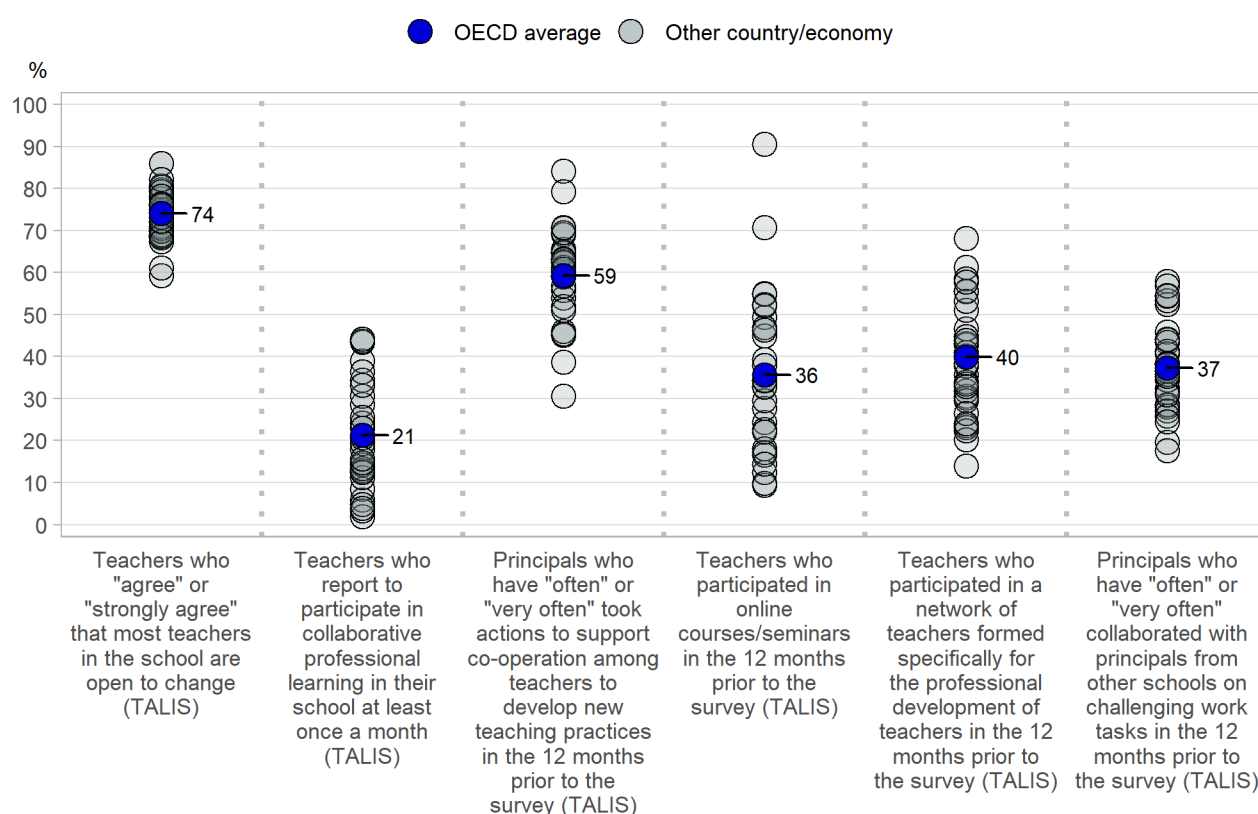 OECD average
Other country/economy
%
100
90
80
70
60
50
40
30
20
10
0
74
21
59
36
40
37
Teachers who
"agree" or
"strongly agree"
that most teachers
in the school are
open to change
(TALIS)
Teachers who
report to
participate in
collaborative
professional
learning in their
school at least
once a month
(TALIS)
Principals who
have "often" or
"very often" took
actions to support
co-operation among
teachers to
develop new
teaching practices
in the 12 months
prior to the
survey (TALIS)
Teachers who
participated in
online
courses/seminars
in the 12 months
prior to the
survey (TALIS)
Teachers who
participated in a
network of
teachers formed
specifically for
the professional
development of
teachers in the 12
months prior to
the survey (TALIS)
Principals who
have "often" or
"very often"
collaborated with
principals from
other schools on
challenging work
tasks in the 12
months prior to
the survey (TALIS)